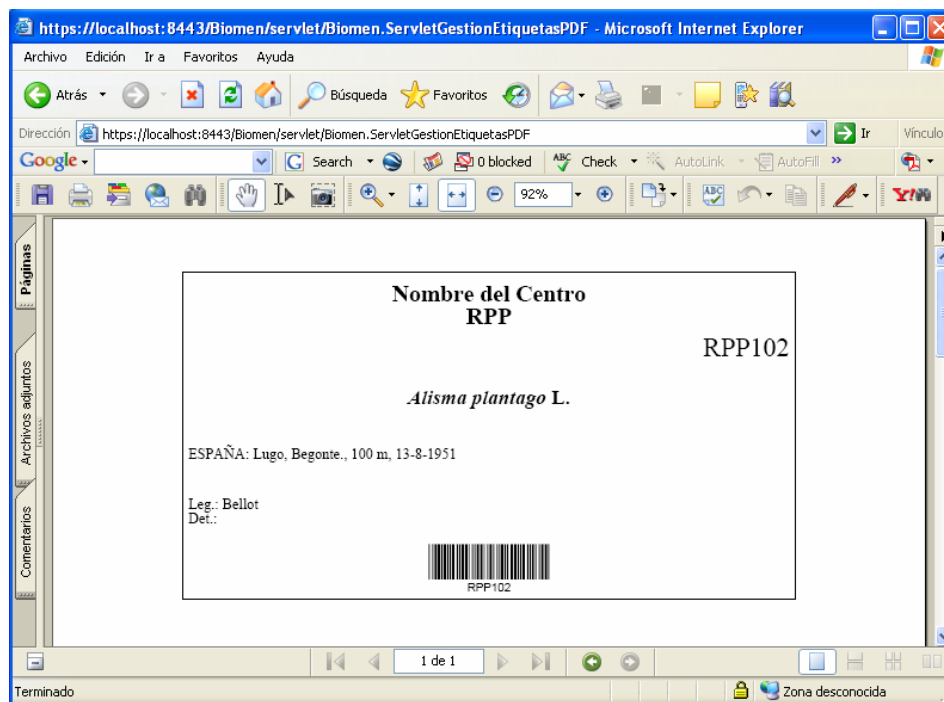 https://localhost:8443/Biomen/servlet/Biomen.ServletGestionEtiquetasPDF - Microsoft Internet Explorer
Archivo Edición Ir a Favoritos Ayuda
Atrás Búsqueda Favoritos
Dirección https://localhost:8443/Biomen/servlet/Biomen.ServletGestionEtiquetasPDF Ir Vínculo
Google Search 0 blocked ABC Check AutoLink AutoFill »
92% ABC Y!
Páginas
Archivos adjuntos
Comentarios
Nombre del Centro
RPP
RPP102
Alisma plantago L.
ESPAÑA: Lugo, Begonte., 100 m, 13-8-1951
Leg.: Bellot
Det.:
RPP102
1 de 1
Terminado Zona desconocida